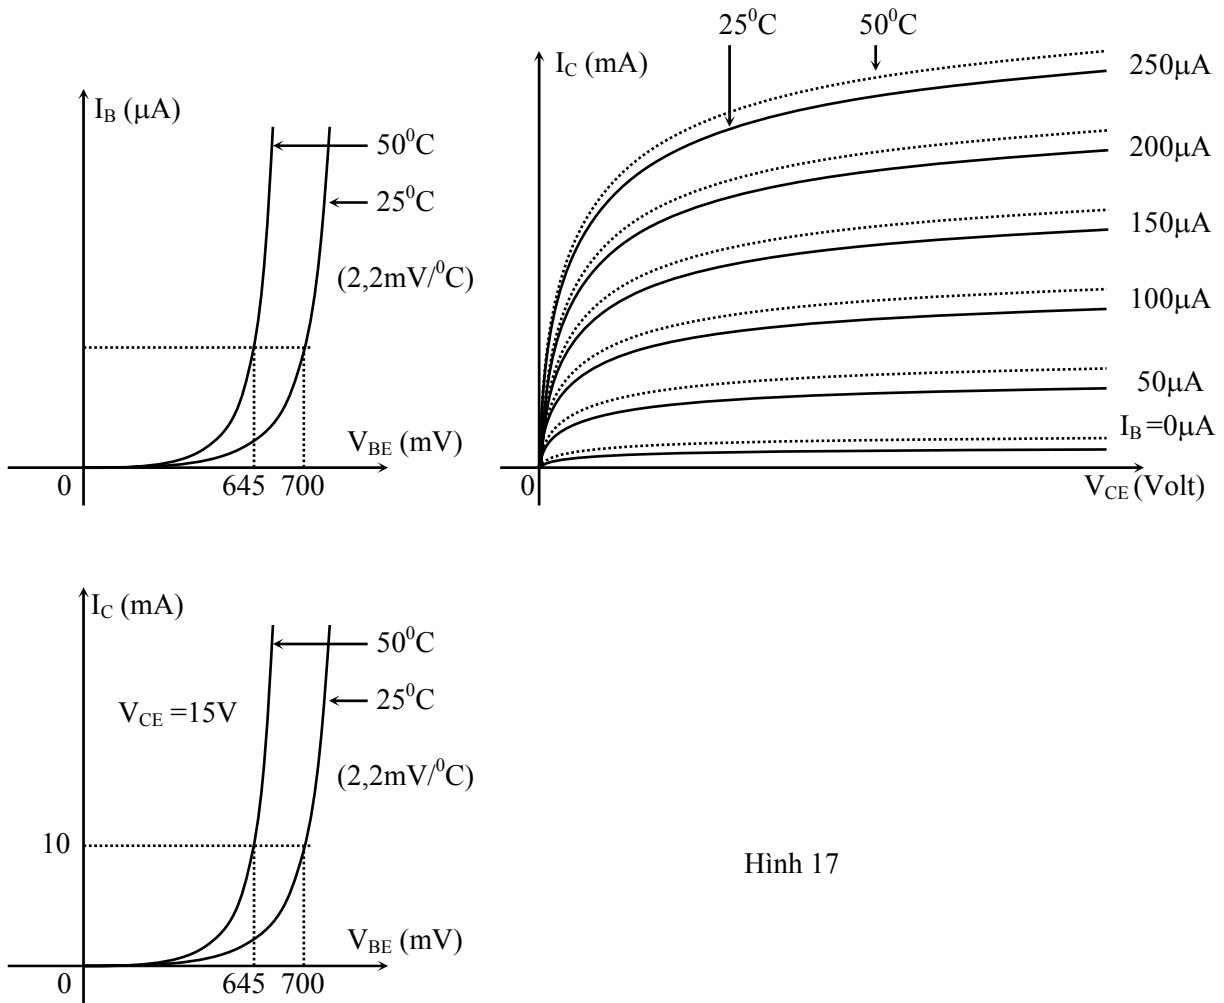 I_B (μA)
50⁰C
25⁰C
(2,2mV/⁰C)
V_BE (mV)
0
645
700
25⁰C
50⁰C
I_C (mA)
250μA
200μA
150μA
100μA
50μA
I_B =0μA
0
V_CE (Volt)
I_C (mA)
50⁰C
25⁰C
V_CE =15V
(2,2mV/⁰C)
10
V_BE (mV)
0
645
700
Hình 17